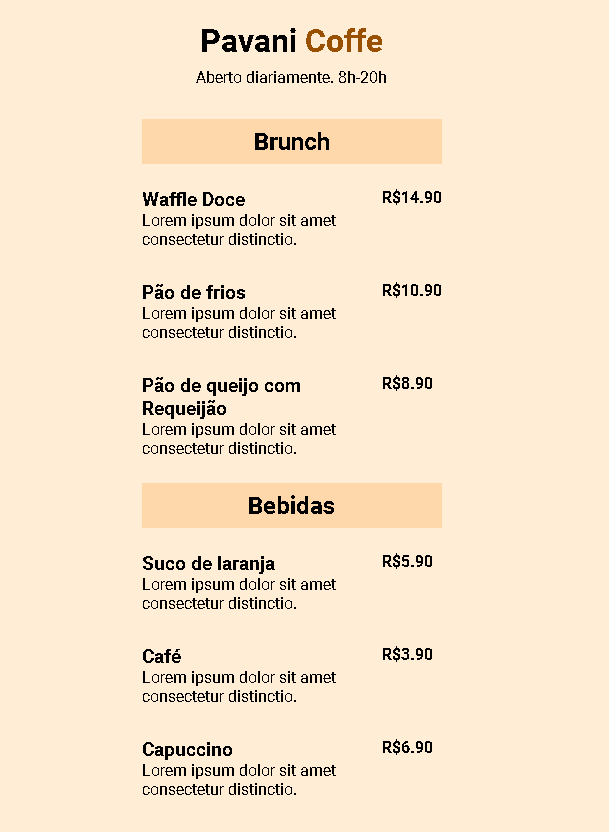 Pavani Coffe
Aberto diariamente. 8h-20h
Brunch
Waffle Doce R$14.90
Lorem ipsum dolor sit amet
consectetur distinctio.
Pão de frios R$10.90
Lorem ipsum dolor sit amet
consectetur distinctio.
Pão de queijo com R$8.90
Requeijão
Lorem ipsum dolor sit amet
consectetur distinctio.
Bebidas
Suco de laranja R$5.90
Lorem ipsum dolor sit amet
consectetur distinctio.
Café R$3.90
Lorem ipsum dolor sit amet
consectetur distinctio.
Capuccino R$6.90
Lorem ipsum dolor sit amet
consectetur distinctio.